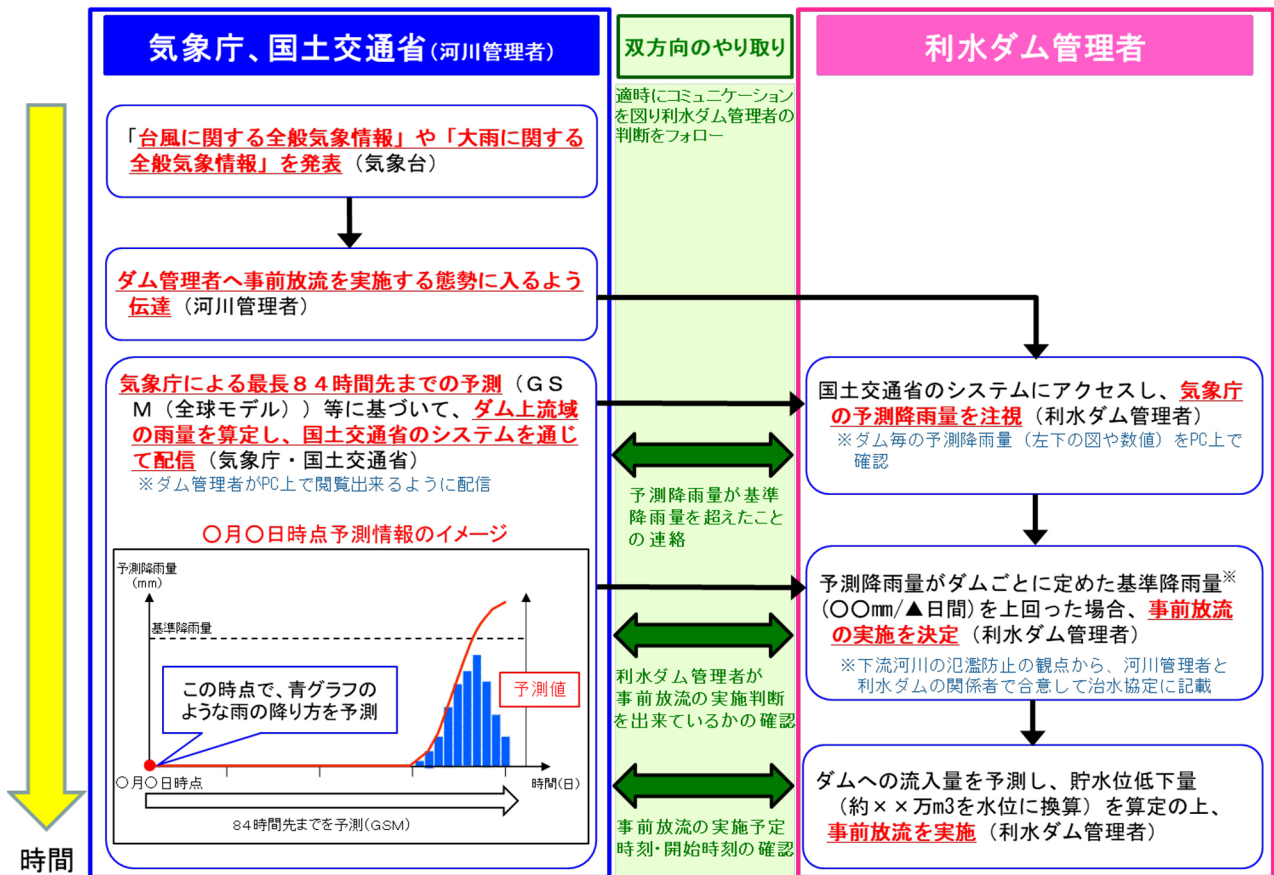 気象庁、国土交通省(河川管理者)
双方向のやり取り
利水ダム管理者
「台風に関する全般気象情報」や「大雨に関する
全般気象情報」を発表（気象台）
ダム管理者へ事前放流を実施する態勢に入るよう
伝達（河川管理者）
気象庁による最長８４時間先までの予測（ＧＳ
Ｍ（全球モデル））等に基づいて、ダム上流域
の雨量を算定し、国土交通省のシステムを通じ
て配信（気象庁・国土交通省）
※ダム管理者がPC上で閲覧出来るように配信
〇月〇日時点予測情報のイメージ
予測降雨量
(mm)
基準降雨量
この時点で、青グラフの
ような雨の降り方を予測
予測値
〇月〇日時点
時間(日)
84時間先までを予測(GSM)
適時にコミュニケーション
を図り利水ダム管理者の
判断をフォロー
予測降雨量が基準
降雨量を超えたこと
の連絡
利水ダム管理者が
事前放流の実施判断
を出来ているかの確認
事前放流の実施予定
時刻・開始時刻の確認
国土交通省のシステムにアクセスし、気象庁
の予測降雨量を注視（利水ダム管理者）
※ダム毎の予測降雨量（左下の図や数値）をPC上で
確認
予測降雨量がダムごとに定めた基準降雨量※
(〇〇mm/▲日間)を上回った場合、事前放流
の実施を決定（利水ダム管理者）
※下流河川の氾濫防止の観点から、河川管理者と
利水ダムの関係者で合意して治水協定に記載
ダムへの流入量を予測し、貯水位低下量
（約××万m3を水位に換算）を算定の上、
事前放流を実施（利水ダム管理者）
時間